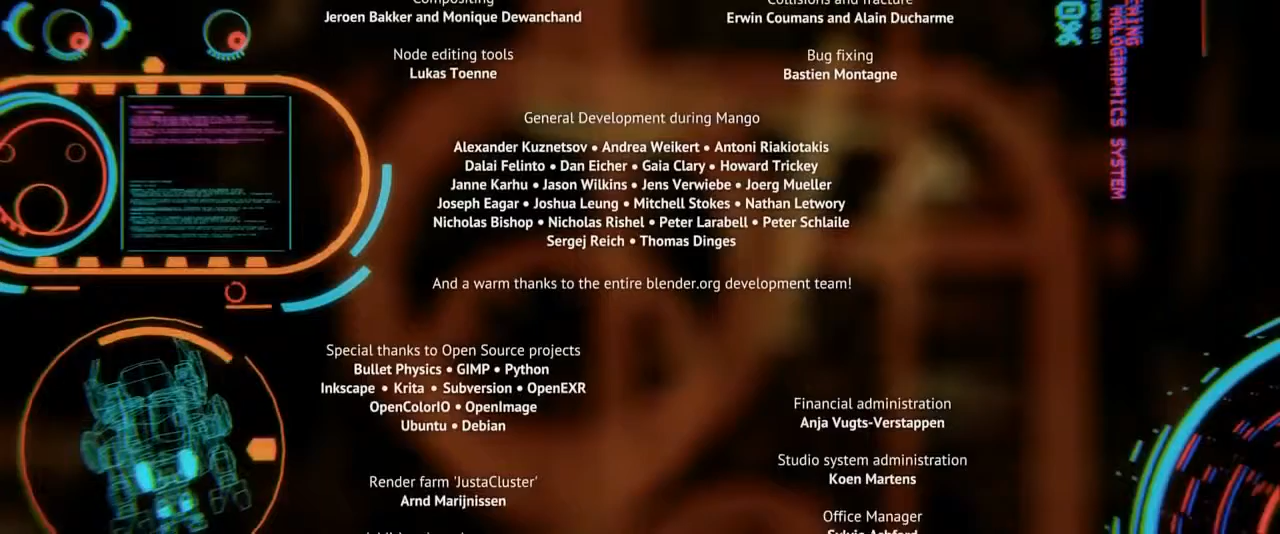 Compositing
Jeroen Bakker and Monique Dewanchand
Node editing tools
Lukas Toenne
Collisions and fracture
Erwin Coumans and Alain Ducharme
Bug fixing
Bastien Montagne
General Development during Mango
Alexander Kuznetsov • Andrea Weikert • Antoni Riakiotakis
Dalai Felinto • Dan Eicher • Gaia Clary • Howard Trickey
Janne Karhu • Jason Wilkins • Jens Verwiebe • Joerg Mueller
Joseph Eagar • Joshua Leung • Mitchell Stokes • Nathan Letwory
Nicholas Bishop • Nicholas Rishel • Peter Larabell • Peter Schlaile
Sergej Reich • Thomas Dinges
And a warm thanks to the entire blender.org development team!
Special thanks to Open Source projects
Bullet Physics • GIMP • Python
Inkscape • Krita • Subversion • OpenEXR
OpenColorIO • OpenImage
Ubuntu • Debian
Render farm 'JustaCluster'
Arnd Marijnissen
Financial administration
Anja Vugts-Verstappen
Studio system administration
Koen Martens
Office Manager
HOLOGRAPHICS SYSTEM